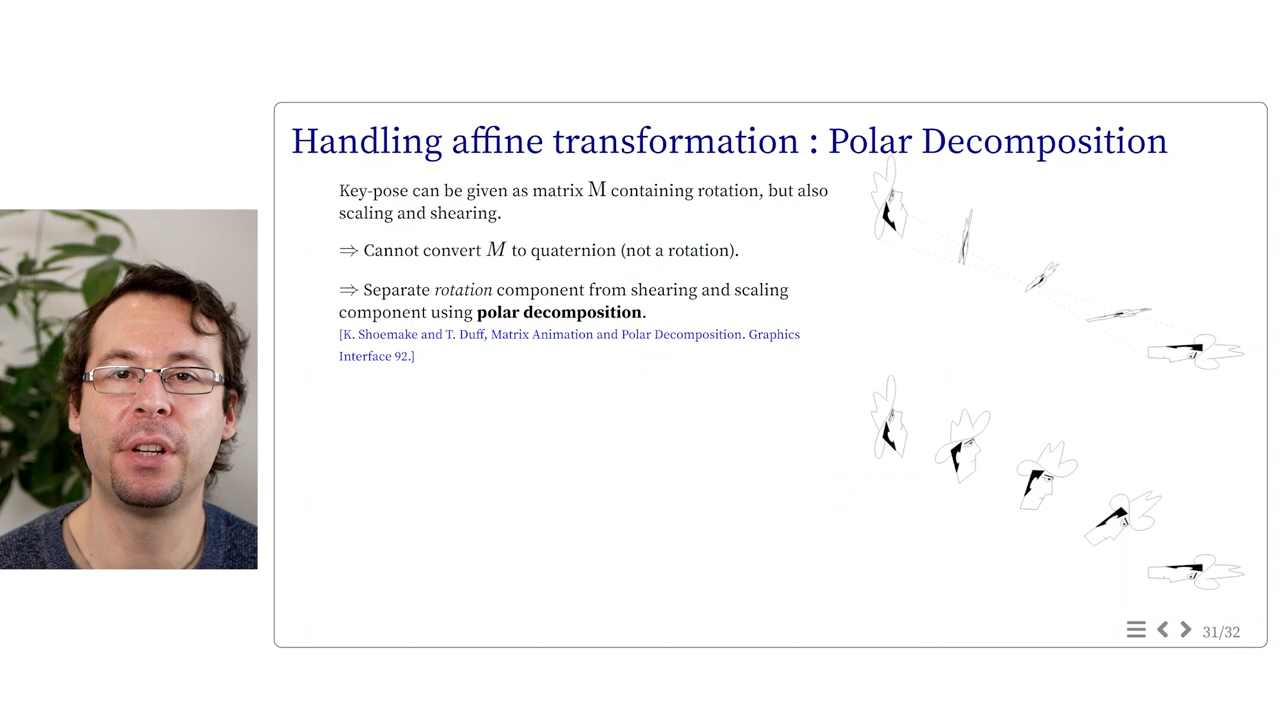 Handling affine transformation : Polar Decomposition
Key-pose can be given as matrix M containing rotation, but also
scaling and shearing.
⇒ Cannot convert M to quaternion (not a rotation).
⇒ Separate rotation component from shearing and scaling
component using polar decomposition.
[K. Shoemake and T. Duff, Matrix Animation and Polar Decomposition. Graphics
Interface 92.]
31/32